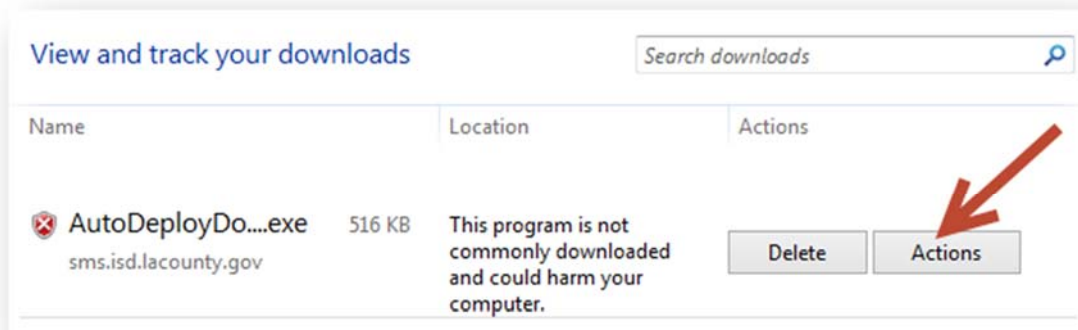 View and track your downloads
Search downloads
Name Location Actions
AutoDeployDo....exe 516 KB
sms.isd.lacounty.gov
This program is not
commonly downloaded
and could harm your
computer.
Delete Actions